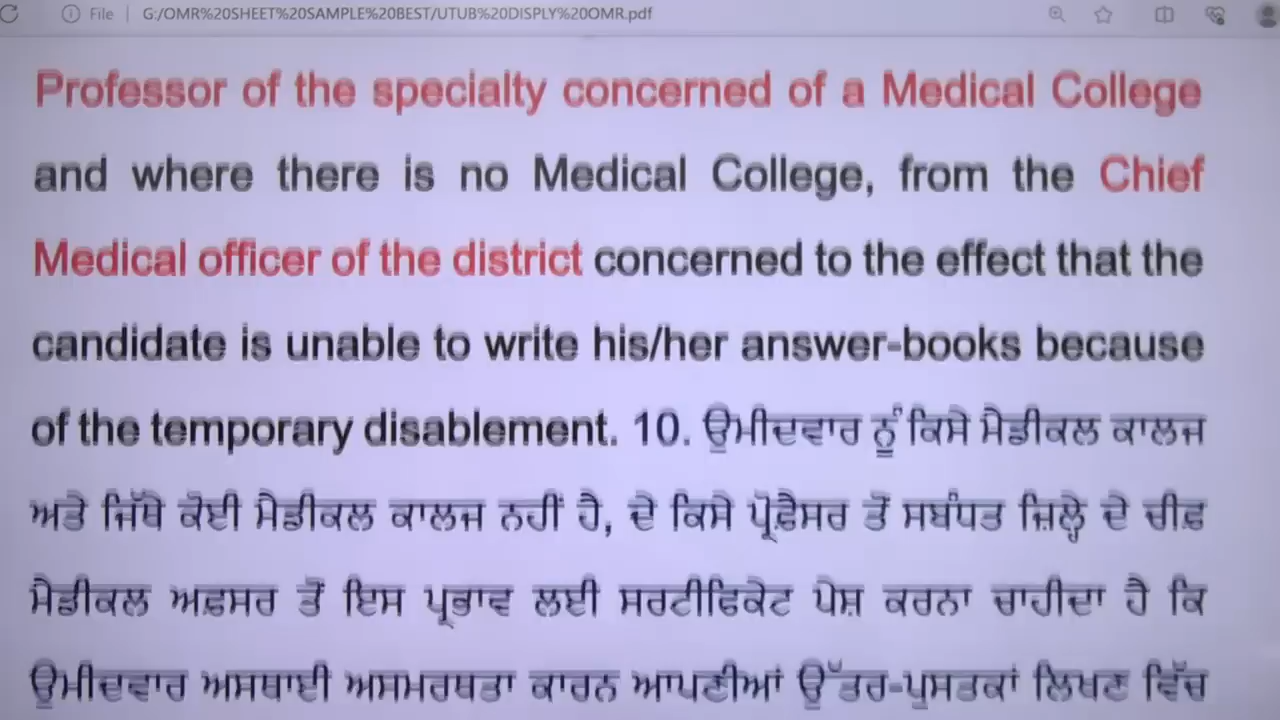 File | G:/OMR%20SHEET%20SAMPLE%20BEST/UTUB%20DISPLY%20OMR.pdf
Professor of the specialty concerned of a Medical College
and where there is no Medical College, from the Chief
Medical officer of the district concerned to the effect that the
candidate is unable to write his/her answer-books because
of the temporary disablement. 10. ਉਮੀਦਵਾਰ ਨੂੰ ਕਿਸੇ ਮੈਡੀਕਲ ਕਾਲਜ
ਅਤੇ ਜਿੱਥੇ ਕੋਈ ਮੈਡੀਕਲ ਕਾਲਜ ਨਹੀਂ ਹੈ, ਦੇ ਕਿਸੇ ਪ੍ਰੋਫੈਸਰ ਤੋਂ ਸਬੰਧਤ ਜ਼ਿਲ੍ਹੇ ਦੇ ਚੀਫ਼
ਮੈਡੀਕਲ ਅਫ਼ਸਰ ਤੋਂ ਇਸ ਪ੍ਰਭਾਵ ਲਈ ਸਰਟੀਫਿਕੇਟ ਪੇਸ਼ ਕਰਨਾ ਚਾਹੀਦਾ ਹੈ ਕਿ
ਉਮੀਦਵਾਰ ਅਸਥਾਈ ਅਸਮਰਥਤਾ ਕਾਰਨ ਆਪਣੀਆਂ ਉੱਤਰ-ਪੁਸਤਕਾਂ ਲਿਖਣ ਵਿੱਚ